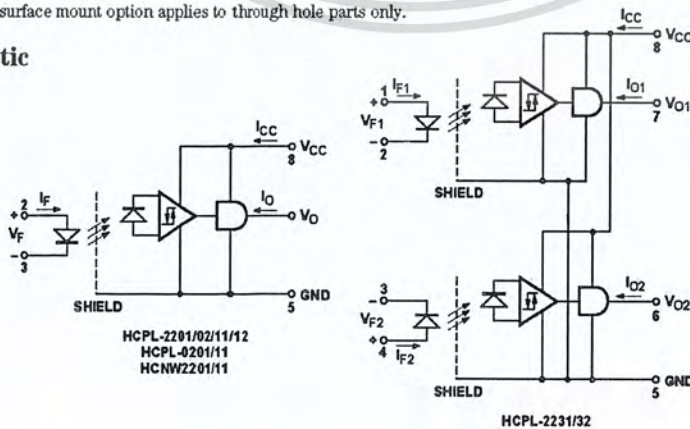 surface mount option applies to through hole parts only.
tic
2
IF
+
VF
−
3
SHIELD
ICC
8
VCC
IO
VO
GND
5
HCPL-2201/02/11/12
HCPL-0201/11
HCNW2201/11
1
IF1
+
VF1
−
2
SHIELD
ICC
VCC
8
IO1
VO1
7
3
−
VF2
+
4
IF2
SHIELD
IO2
VO2
6
GND
5
HCPL-2231/32